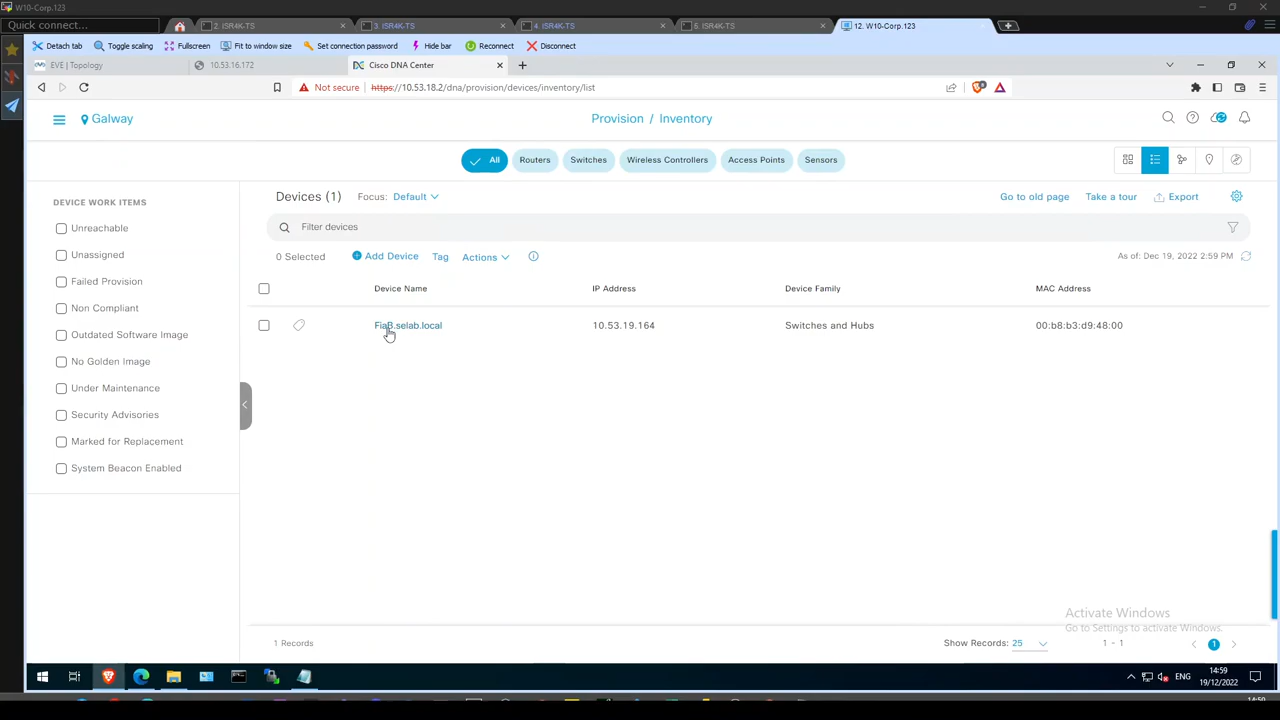 W10-Corp.123
Quick connect...
2. ISR4K-TS
3. ISR4K-TS
4. ISR4K-TS
6. ISR4K-TS
12. W10-Corp.123
Detach tab
Toggle scaling
Fullscreen
Fit to window size
Set connection password
Hide bar
Reconnect
Disconnect
EVE | Topology
10.53.16.172
Cisco DNA Center
Not secure
https://10.53.18.2/dna/provision/devices/inventory/list
Galway
Provision / Inventory
All
Routers
Switches
Wireless Controllers
Access Points
Sensors
DEVICE WORK ITEMS
Unreachable
Unassigned
Failed Provision
Non Compliant
Outdated Software Image
No Golden Image
Under Maintenance
Security Advisories
Marked for Replacement
System Beacon Enabled
Devices (1)
Focus: Default
Go to old page
Take a tour
Export
Filter devices
0 Selected
Add Device
Tag
Actions
As of: Dec 19, 2022 2:59 PM
Device Name
IP Address
Device Family
MAC Address
FiaB.selab.local
10.53.19.164
Switches and Hubs
00:b8:b3:d9:48:00
Activate Windows
Go to Settings to activate Windows.
1 Records
Show Records: 25
1 - 1
1
ENG
14:59
19/12/2022